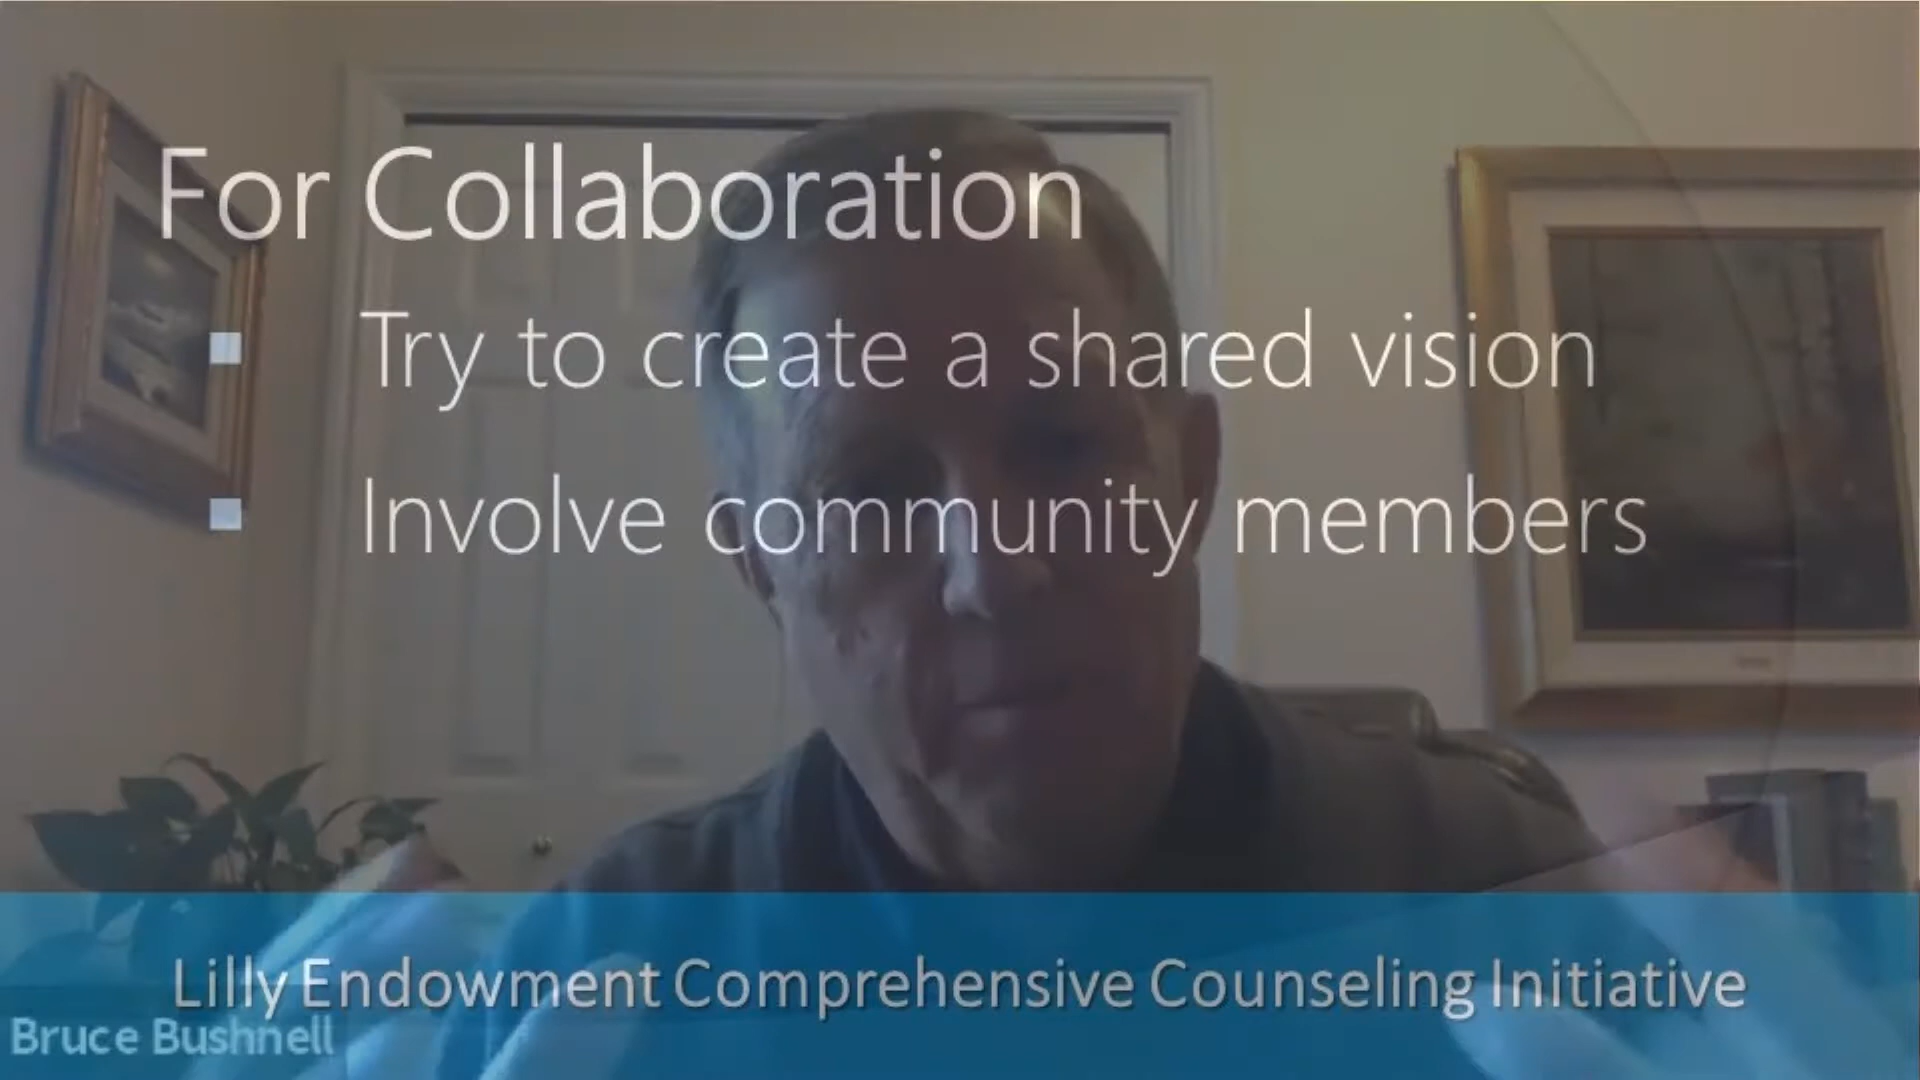 For Collaboration
Try to create a shared vision
Involve community members
Lilly Endowment Comprehensive Counseling Initiative
Bruce Bushnell